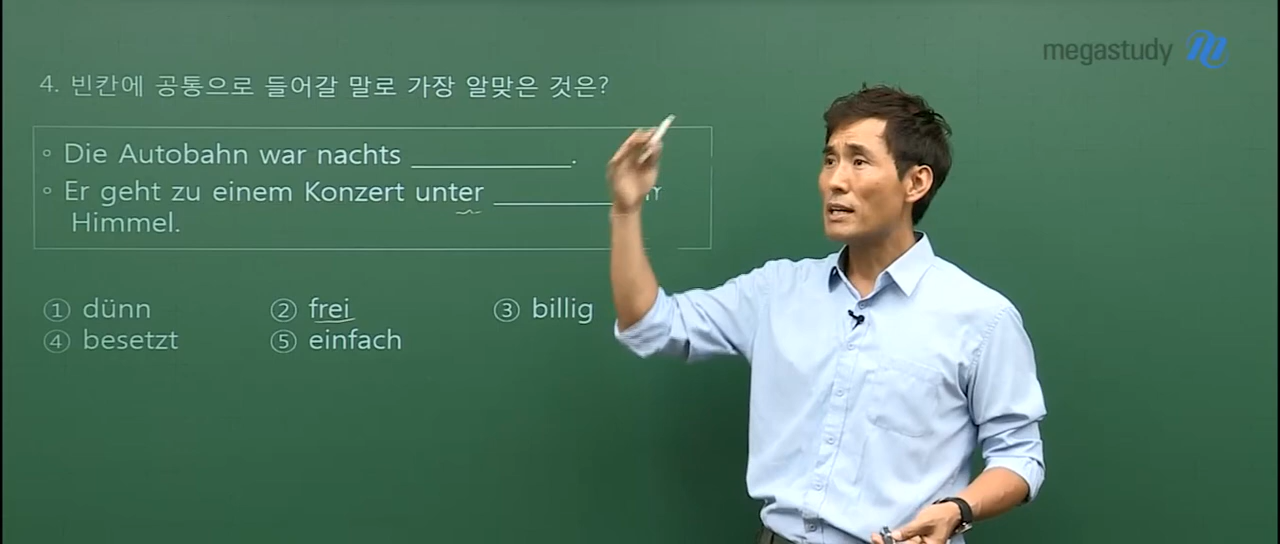 megastudy
4. 빈칸에 공통으로 들어갈 말로 가장 알맞은 것은?
◦ Die Autobahn war nachts ____________.
◦ Er geht zu einem Konzert unter ____________
Himmel.
① dünn ② frei ③ billig
④ besetzt ⑤ einfach